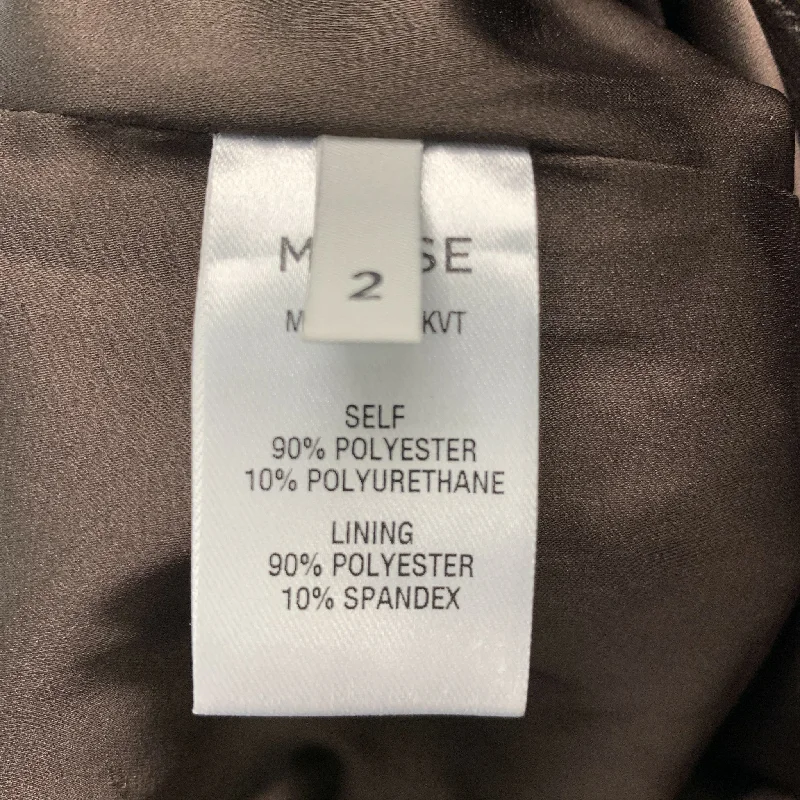 2
SELF
90% POLYESTER
10% POLYURETHANE
LINING
90% POLYESTER
10% SPANDEX